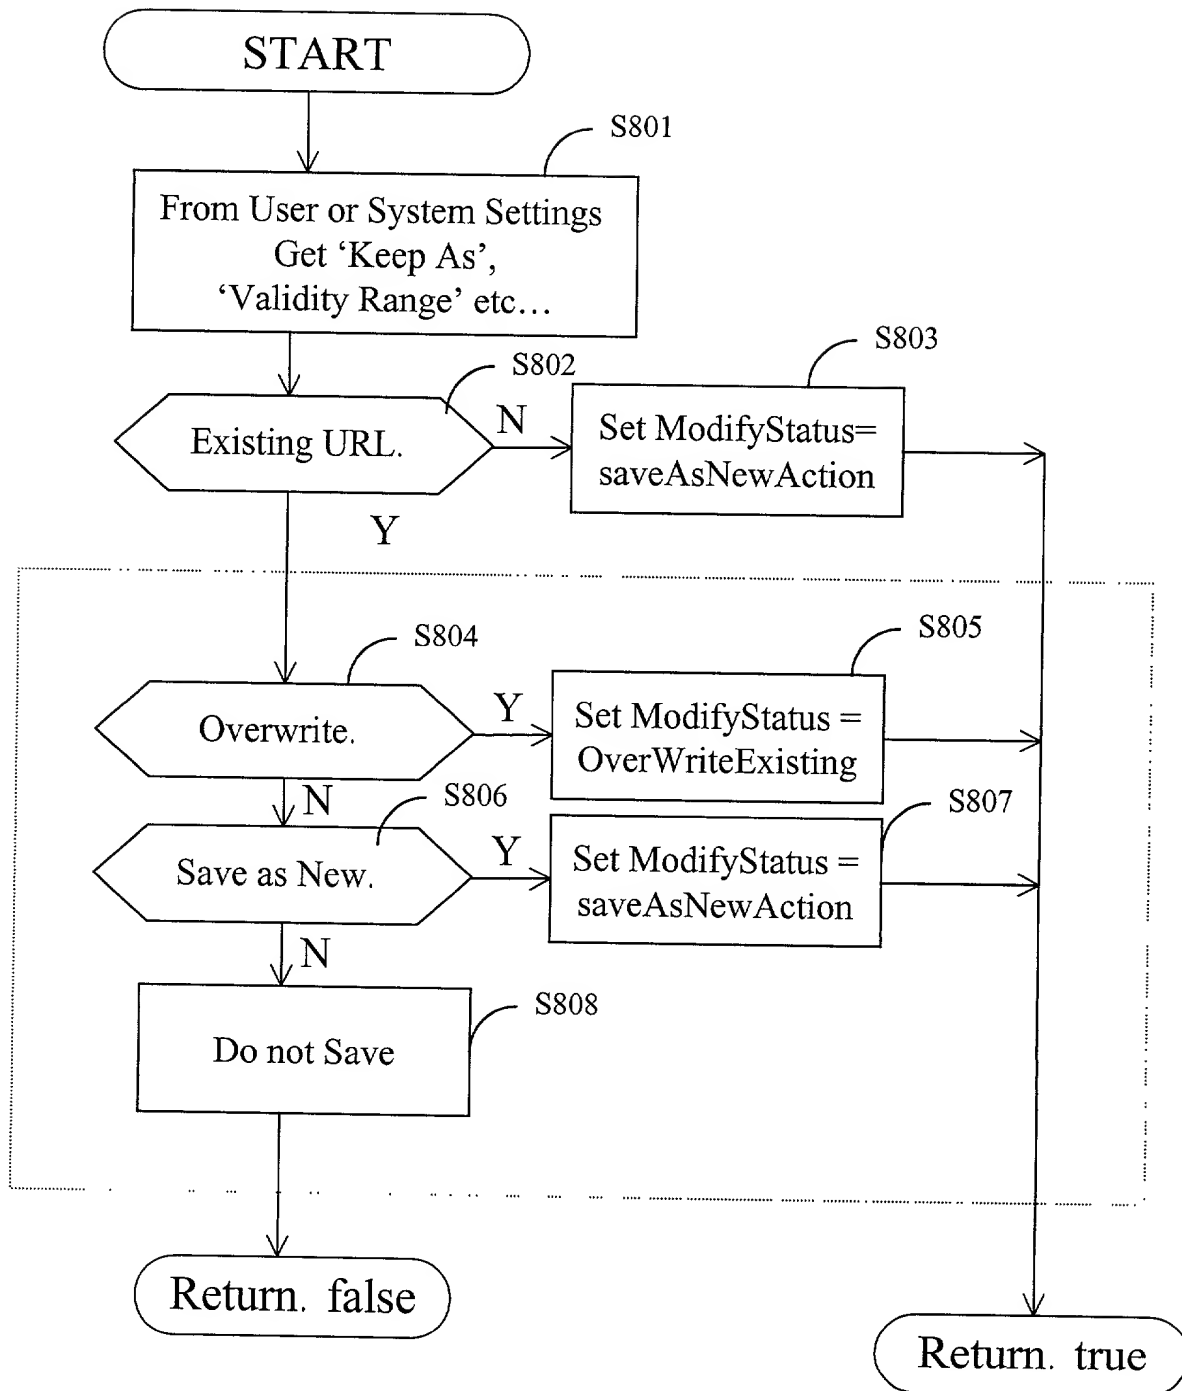 START
S801
From User or System Settings
Get ‘Keep As’,
‘Validity Range’ etc…
S802
S803
Existing URL.
N
Set ModifyStatus=
saveAsNewAction
Y
S804
S805
Overwrite.
Y
Set ModifyStatus =
OverWriteExisting
N
S806
S807
Save as New.
Y
Set ModifyStatus =
saveAsNewAction
N
S808
Do not Save
Return. false
Return. true